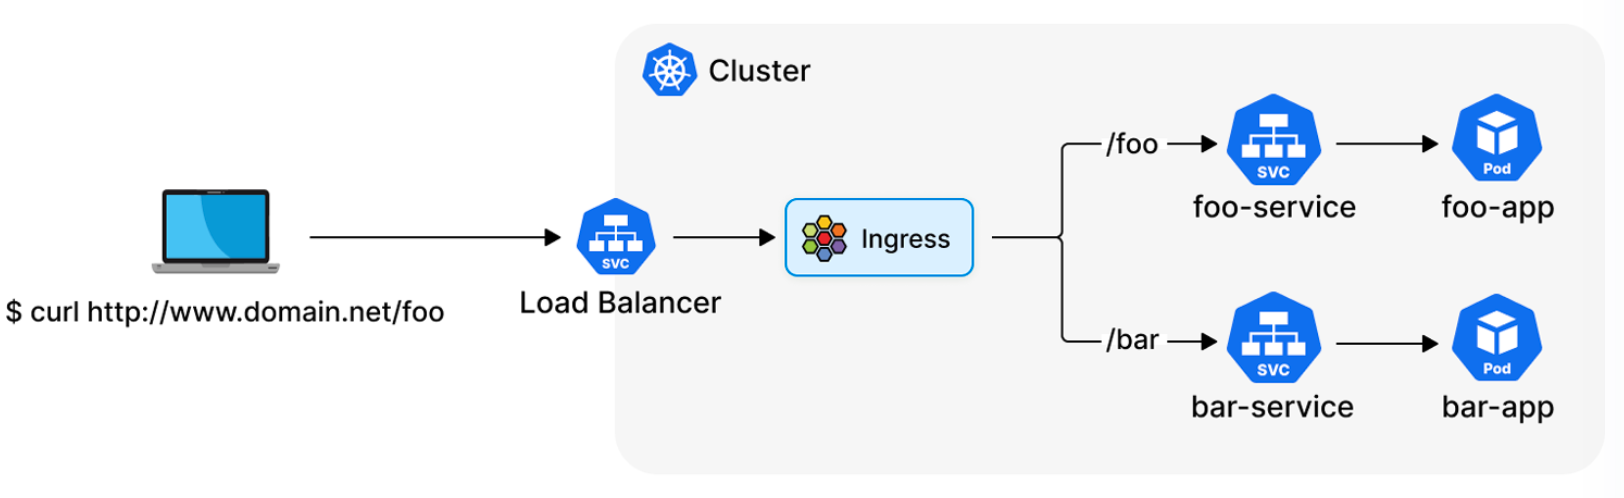 Cluster
$ curl http://www.domain.net/foo
SVC
Load Balancer
Ingress
/foo
SVC
foo-service
Pod
foo-app
/bar
SVC
bar-service
Pod
bar-app